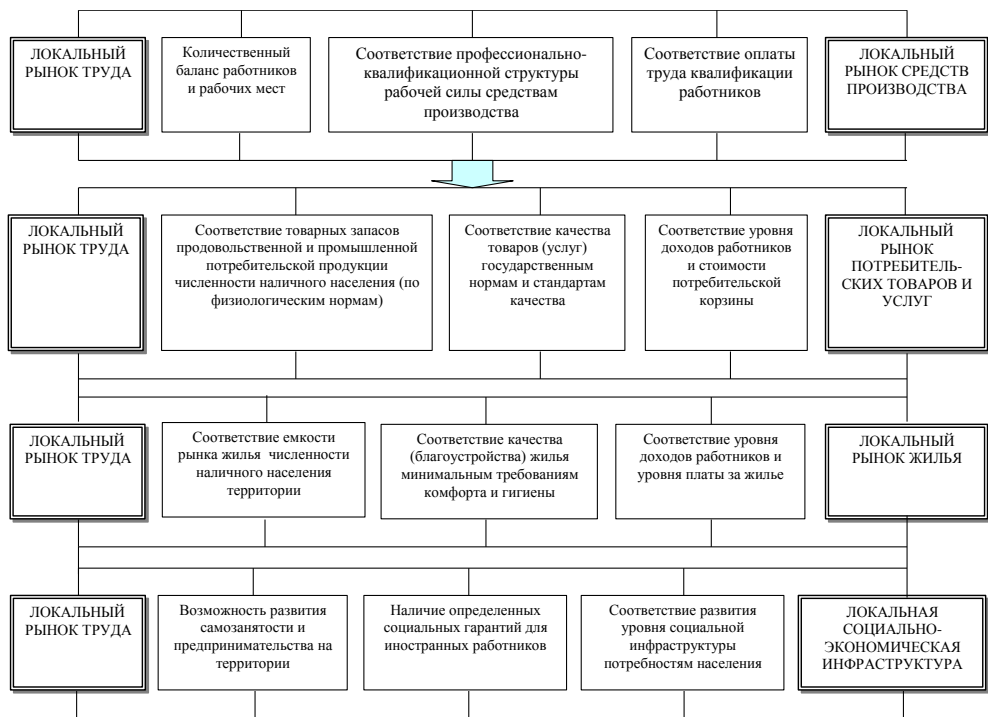 ЛОКАЛЬНЫЙ
РЫНОК ТРУДА
Количественный
баланс работников
и рабочих мест
Соответствие профессионально-
квалификационной структуры
рабочей силы средствам
производства
Соответствие оплаты
труда квалификации
работников
ЛОКАЛЬНЫЙ
РЫНОК СРЕДСТВ
ПРОИЗВОДСТВА
ЛОКАЛЬНЫЙ
РЫНОК ТРУДА
Соответствие товарных запасов
продовольственной и промышленной
потребительской продукции
численности наличного населения (по
физиологическим нормам)
Соответствие качества
товаров (услуг)
государственным
нормам и стандартам
качества
Соответствие уровня
доходов работников
и стоимости
потребительской
корзины
ЛОКАЛЬНЫЙ
РЫНОК
ПОТРЕБИТЕЛЬ-
СКИХ ТОВАРОВ И
УСЛУГ
ЛОКАЛЬНЫЙ
РЫНОК ТРУДА
Соответствие емкости
рынка жилья численности
наличного населения
территории
Соответствие качества
(благоустройства) жилья
минимальным требованиям
комфорта и гигиены
Соответствие уровня
доходов работников и
уровня платы за жилье
ЛОКАЛЬНЫЙ
РЫНОК ЖИЛЬЯ
ЛОКАЛЬНЫЙ
РЫНОК ТРУДА
Возможность развития
самозанятости и
предпринимательства на
территории
Наличие определенных
социальных гарантий для
иностранных работников
Соответствие развития
уровня социальной
инфраструктуры
потребностям населения
ЛОКАЛЬНАЯ
СОЦИАЛЬНО-
ЭКОНОМИЧЕСКАЯ
ИНФРАСТРУКТУРА